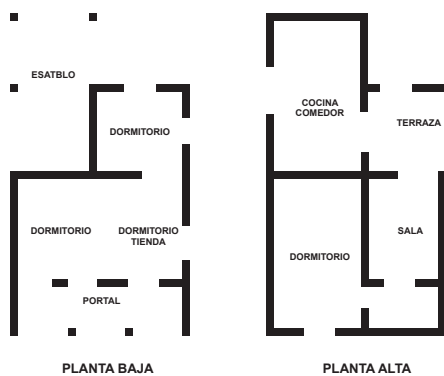 ESATBLO
DORMITORIO
DORMITORIO
DORMITORIO
TIENDA
PORTAL
PLANTA BAJA
COCINA
COMEDOR
TERRAZA
SALA
DORMITORIO
PLANTA ALTA